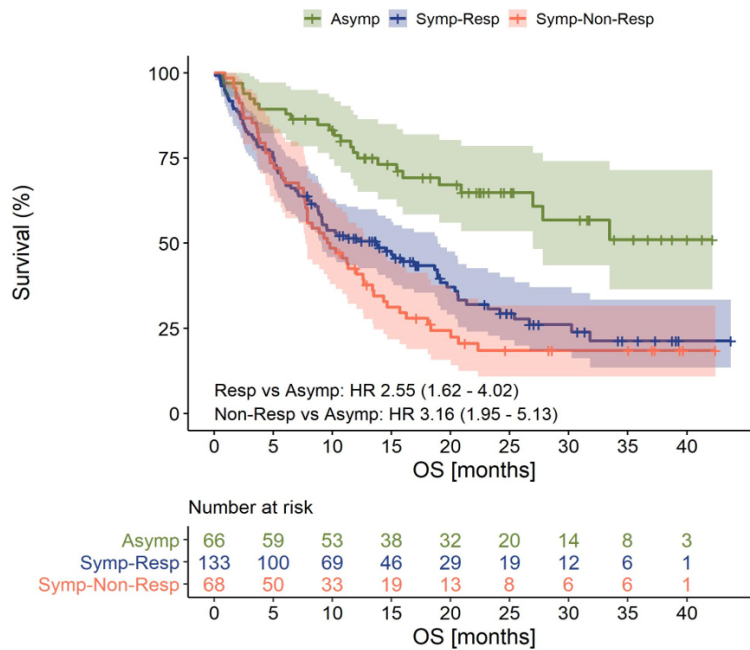 Asymp Symp-Resp Symp-Non-Resp
100
75
50
25
0
Survival (%)
Resp vs Asymp: HR 2.55 (1.62 - 4.02)
Non-Resp vs Asymp: HR 3.16 (1.95 - 5.13)
0 5 10 15 20 25 30 35 40
OS [months]
Number at risk
Asymp 66 59 53 38 32 20 14 8 3
Symp-Resp 133 100 69 46 29 19 12 6 1
Symp-Non-Resp 68 50 33 19 13 8 6 6 1
0 5 10 15 20 25 30 35 40
OS [months]